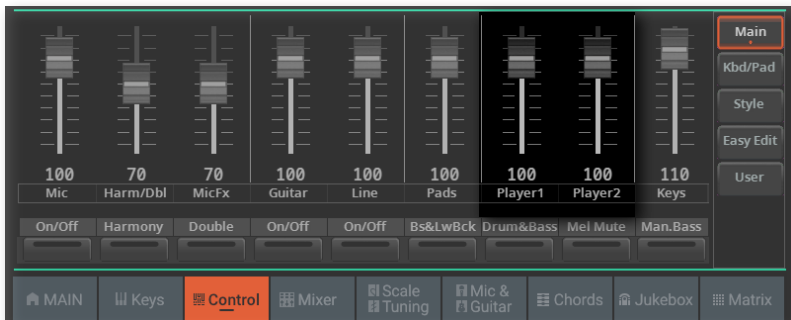 Main
Kbd/Pad
Style
Easy Edit
User
100 70 70 100 100 100 100 100 110
Mic Harm/Dbl MicFx Guitar Line Pads Player1 Player2 Keys
On/Off Harmony Double On/Off On/Off Bs&LwBck Drum&Bass Mel Mute Man.Bass
MAIN Keys Control Mixer Scale Tuning Mic & Guitar Chords Jukebox Matrix